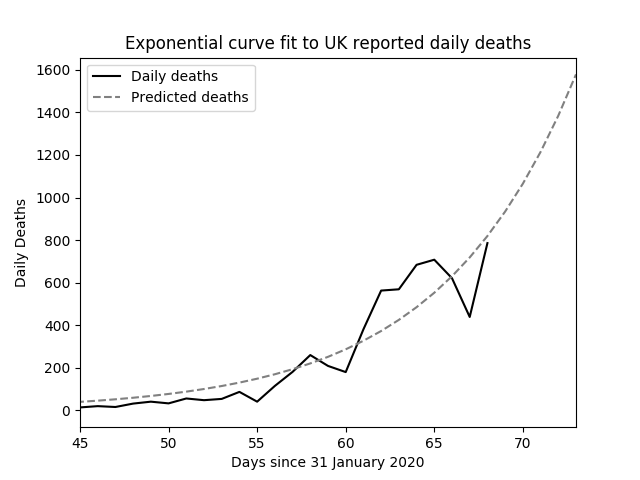 Exponential curve fit to UK reported daily deaths
Daily deaths
Predicted deaths
1600
1400
1200
1000
800
600
400
200
0
Daily Deaths
45 50 55 60 65 70
Days since 31 January 2020